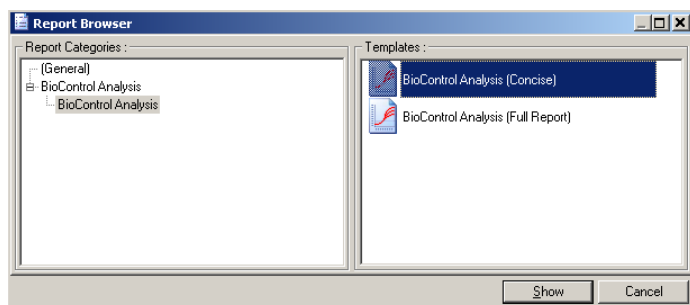 Report Browser
Report Categories :
(General)
BioControl Analysis
BioControl Analysis
Templates :
BioControl Analysis (Concise)
BioControl Analysis (Full Report)
Show
Cancel